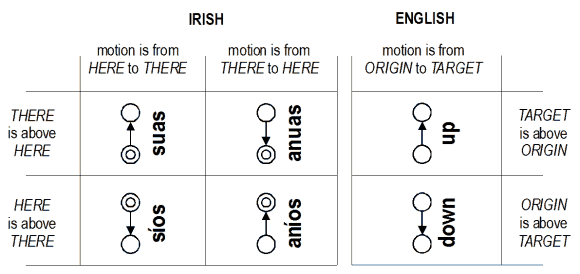 IRISH
ENGLISH
motion is from
HERE to THERE
motion is from
THERE to HERE
motion is from
ORIGIN to TARGET
THERE
is above
HERE
suas
anuas
up
TARGET
is above
ORIGIN
HERE
is above
THERE
síos
aníos
down
ORIGIN
is above
TARGET